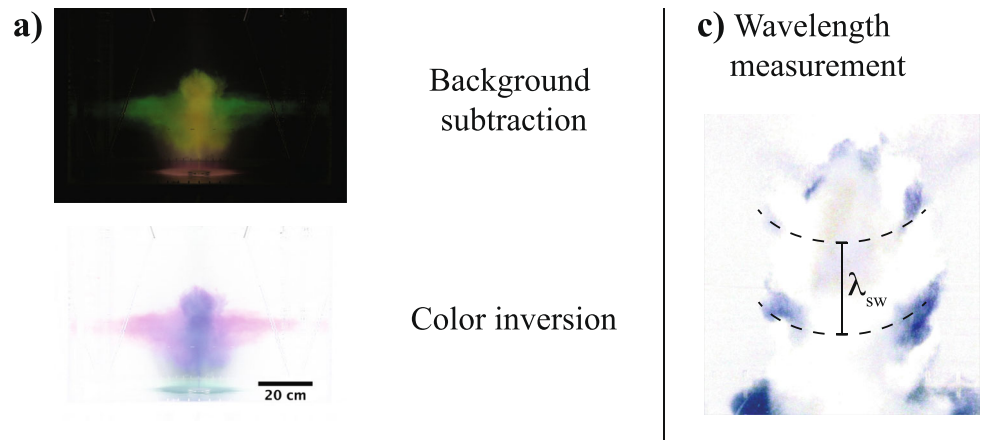 a)
Background
subtraction
Color inversion
20 cm
c) Wavelength
measurement
λsw